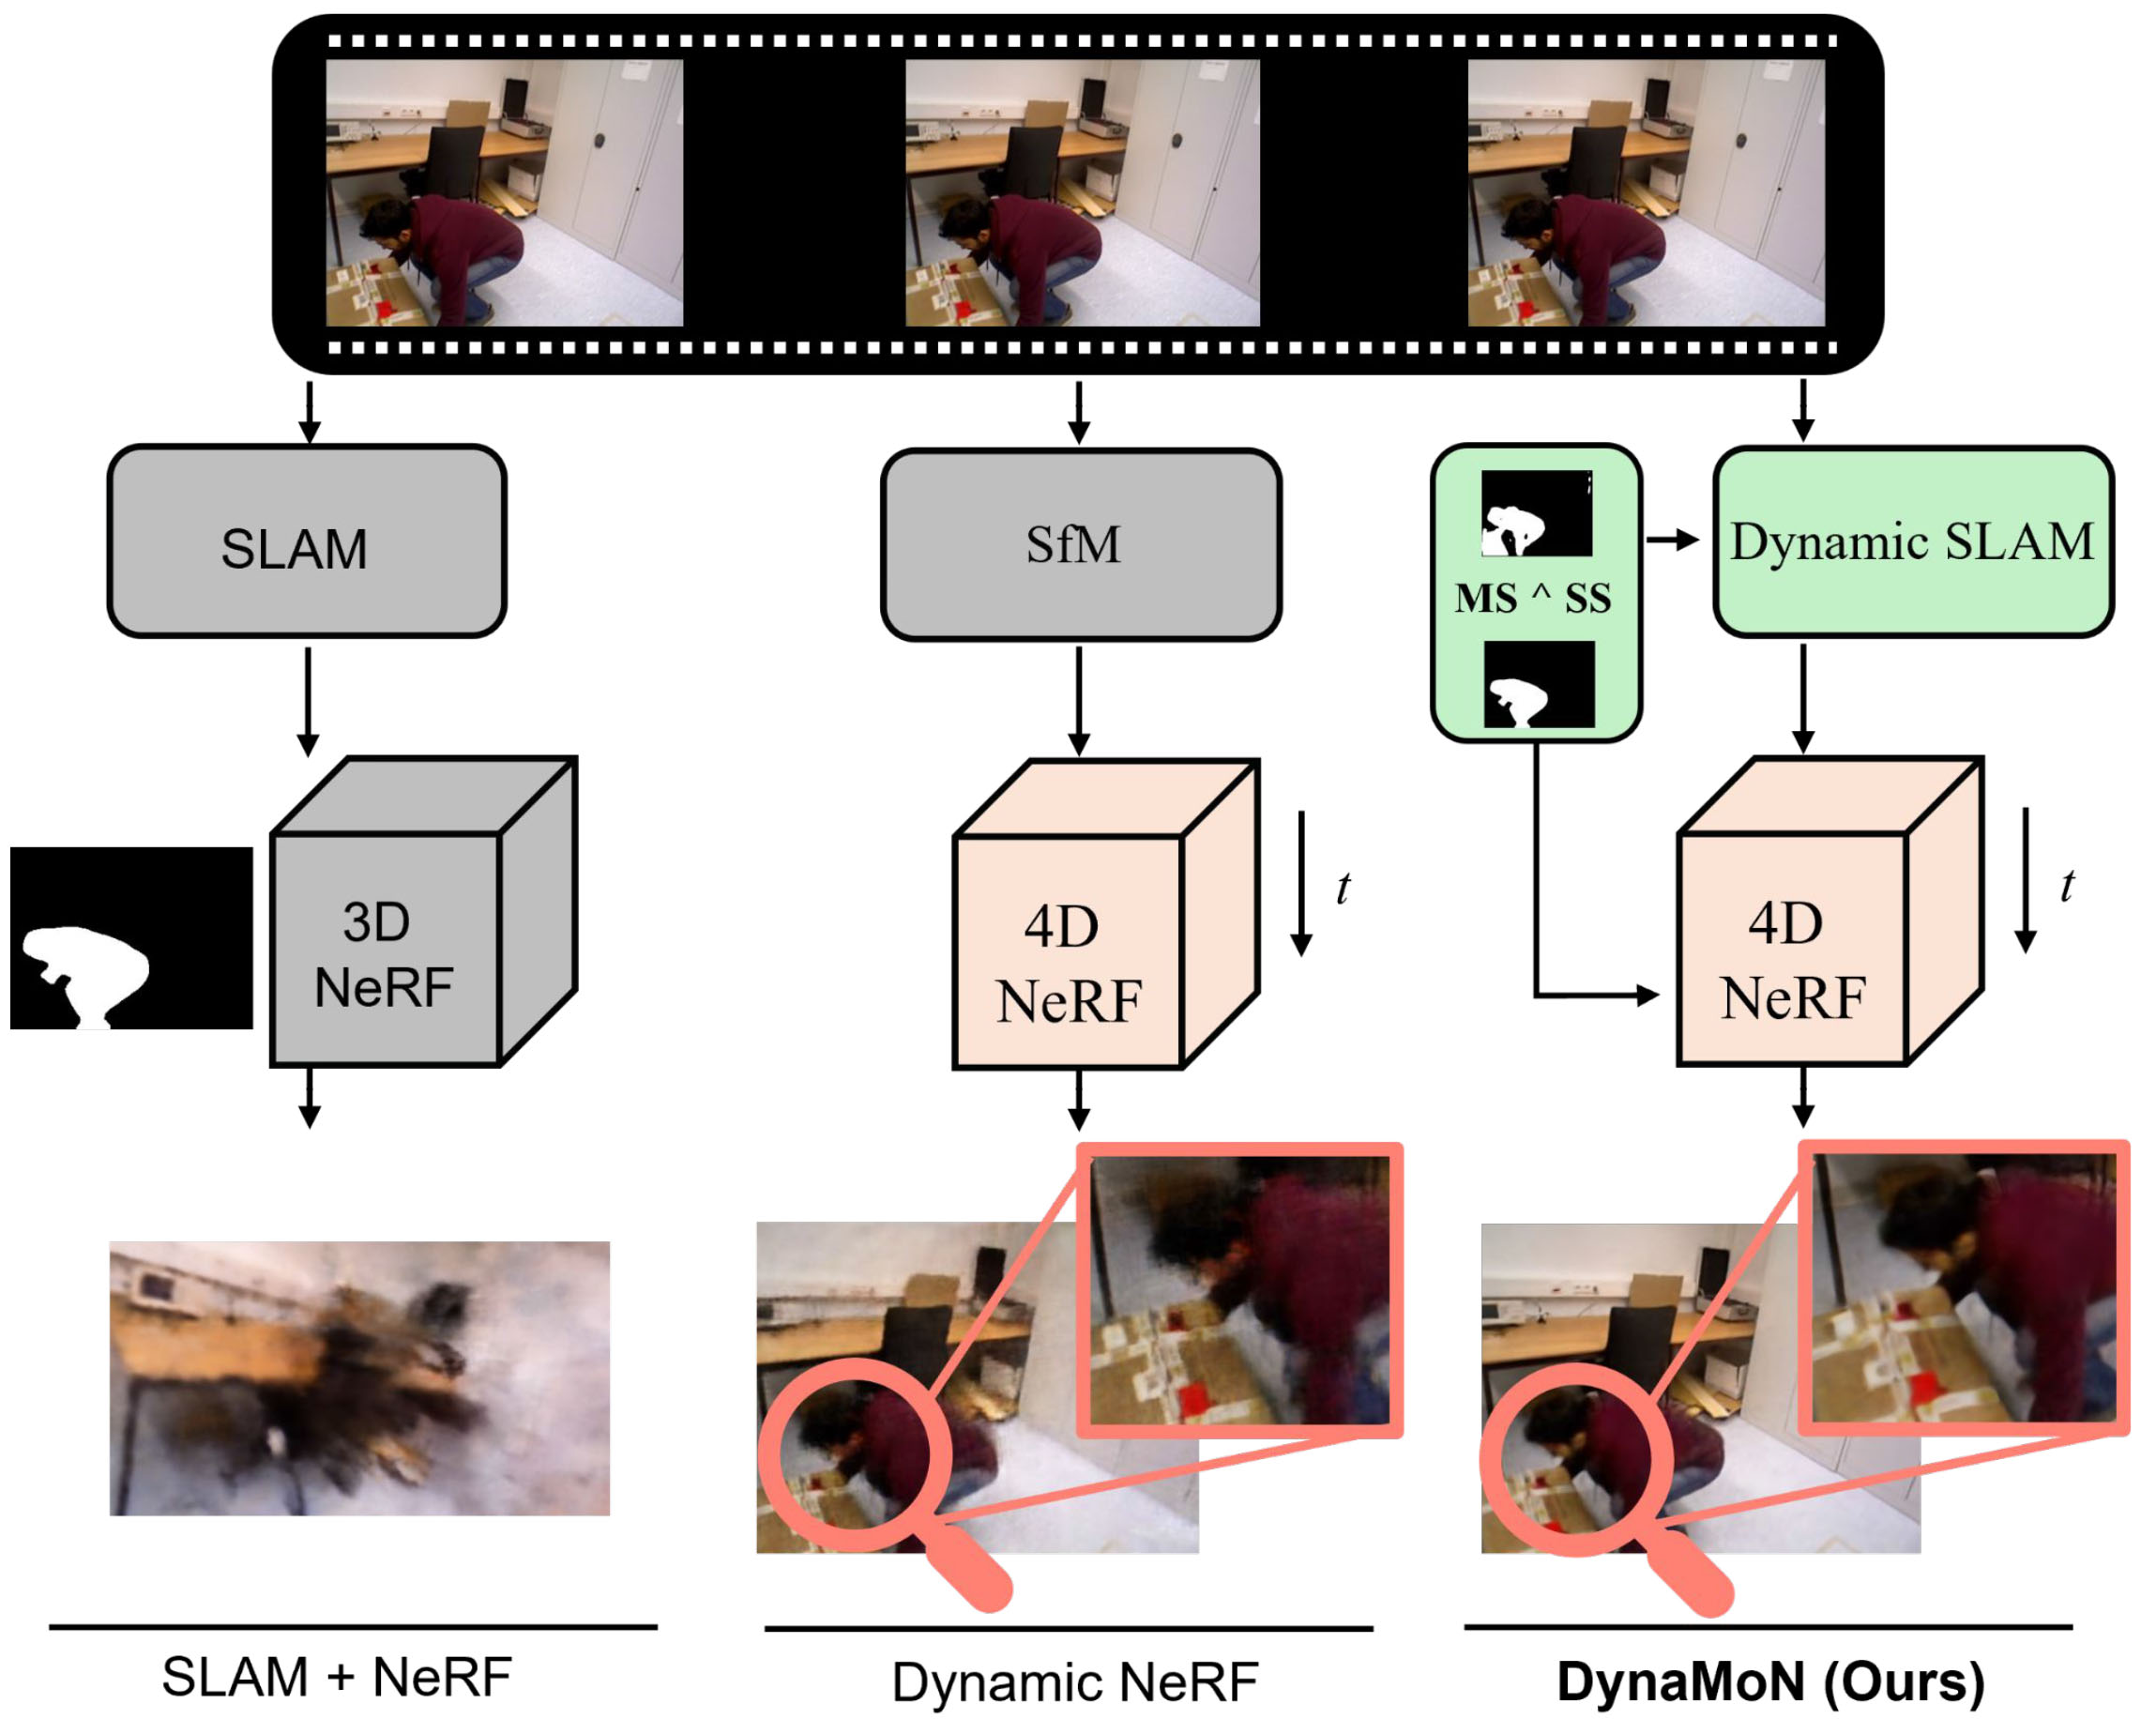 SLAM
SfM
MS ^ SS
Dynamic SLAM
3D
NeRF
4D
NeRF
t
4D
NeRF
t
SLAM + NeRF
Dynamic NeRF
DynaMoN (Ours)